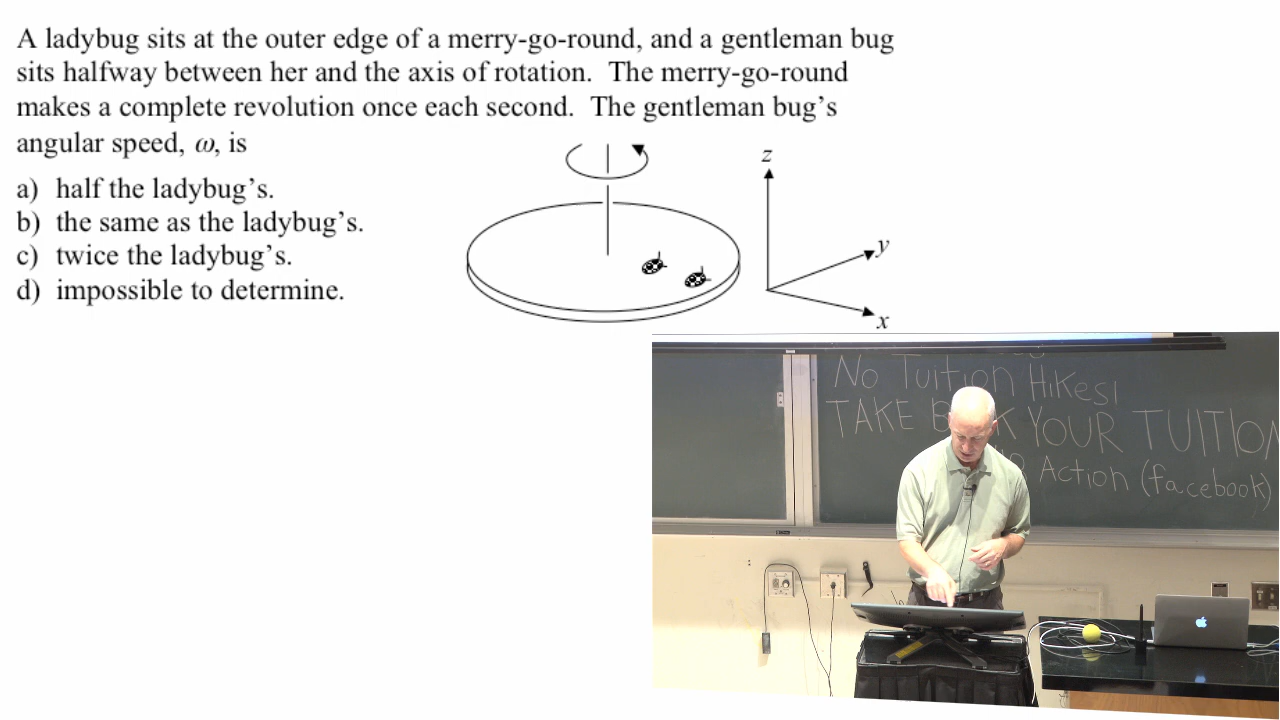 A ladybug sits at the outer edge of a merry-go-round, and a gentleman bug
sits halfway between her and the axis of rotation.  The merry-go-round
makes a complete revolution once each second.  The gentleman bug's
angular speed, ω, is
a) half the ladybug's.
b) the same as the ladybug's.
c) twice the ladybug's.
d) impossible to determine.
z
y
x
No Tuition Hikes!
TAKE YOUR TUITION
Action (facebook)